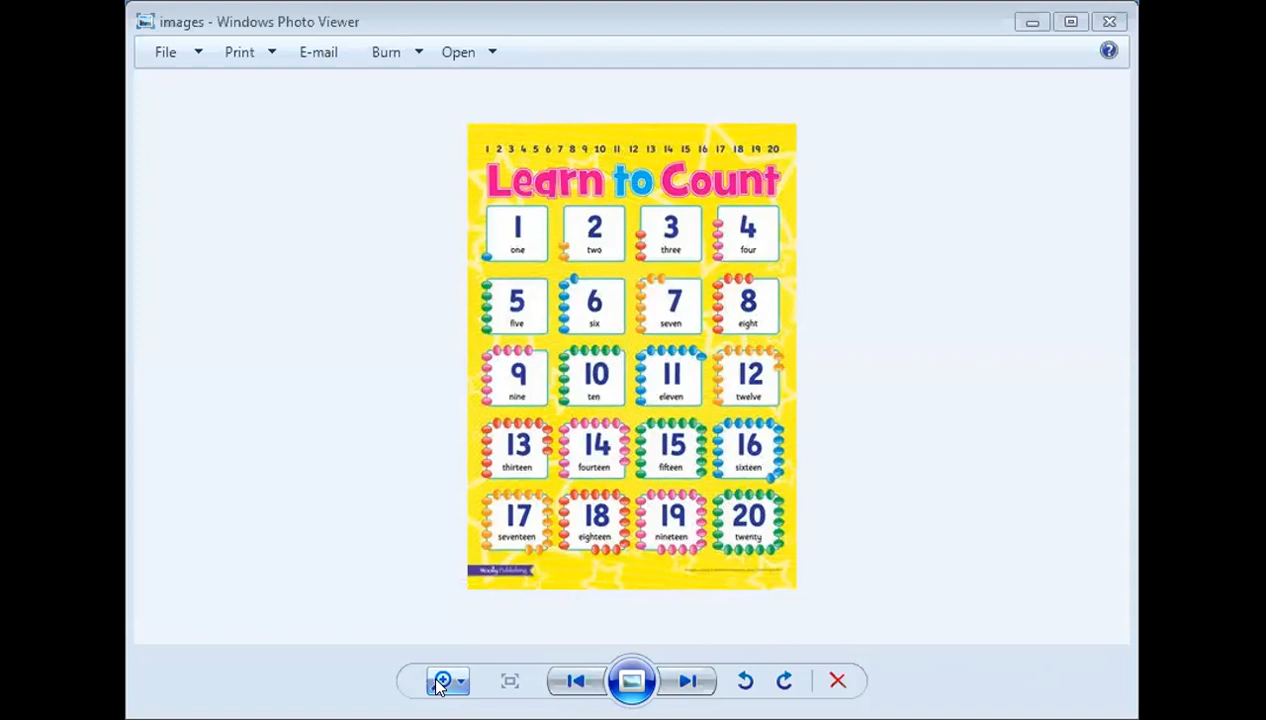 images - Windows Photo Viewer
File Print E-mail Burn Open
1 2 3 4 5 6 7 8 9 10 11 12 13 14 15 16 17 18 19 20
Learn to Count
1 2 3 4
one two three four
5 6 7 8
five six seven eight
9 10 11 12
nine ten eleven twelve
13 14 15 16
thirteen fourteen fifteen sixteen
17 18 19 20
seventeen eighteen nineteen twenty
Publishing